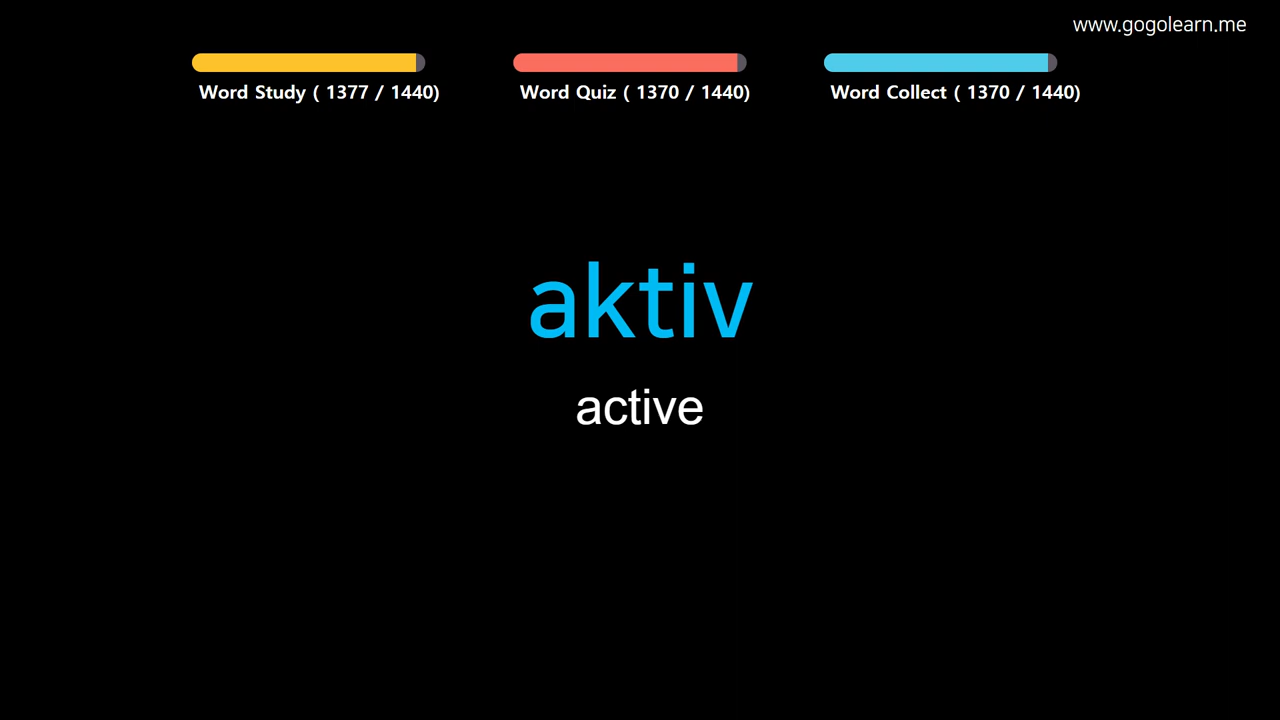 www.gogolearn.me
Word Study ( 1377 / 1440)
Word Quiz ( 1370 / 1440)
Word Collect ( 1370 / 1440)
aktiv
active